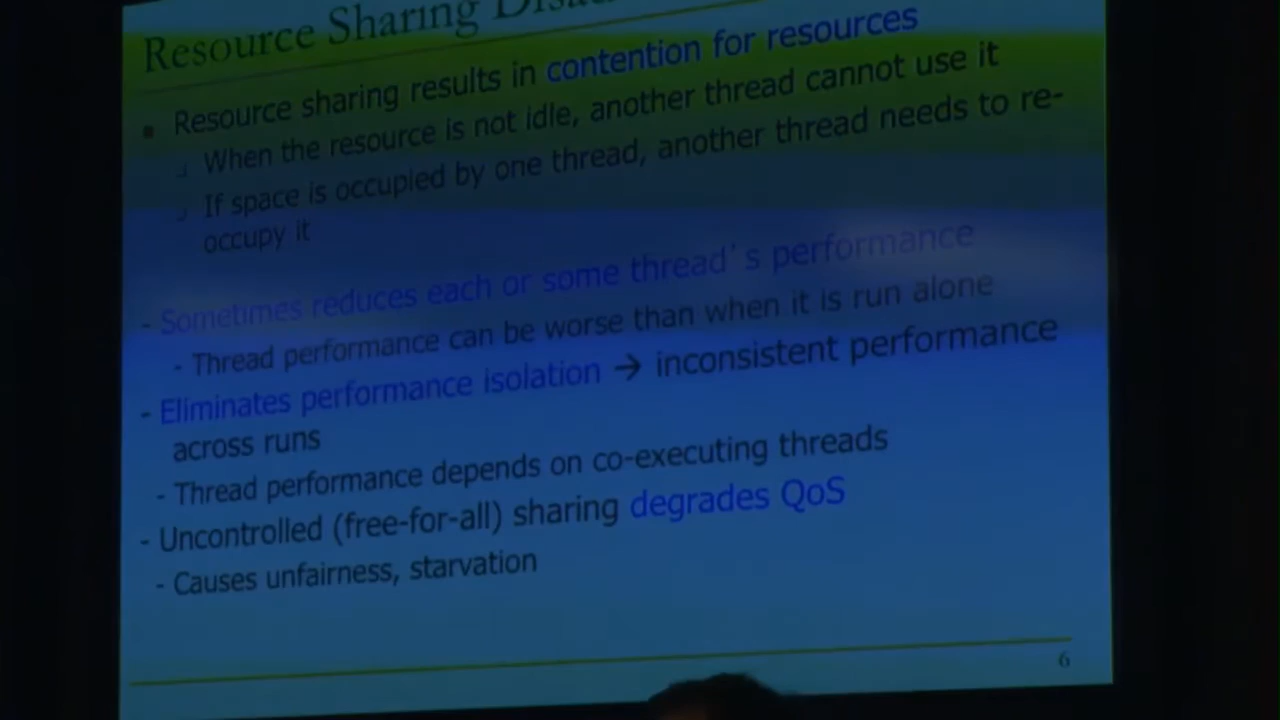 Resource Sharing
Resource sharing results in contention for resources
When the resource is not idle, another thread cannot use it
If space is occupied by one thread, another thread needs to re-
occupy it
- Sometimes reduces each or some thread's performance
- Thread performance can be worse than when it is run alone
- Eliminates performance isolation → inconsistent performance
across runs
- Thread performance depends on co-executing threads
- Uncontrolled (free-for-all) sharing degrades QoS
- Causes unfairness, starvation
6